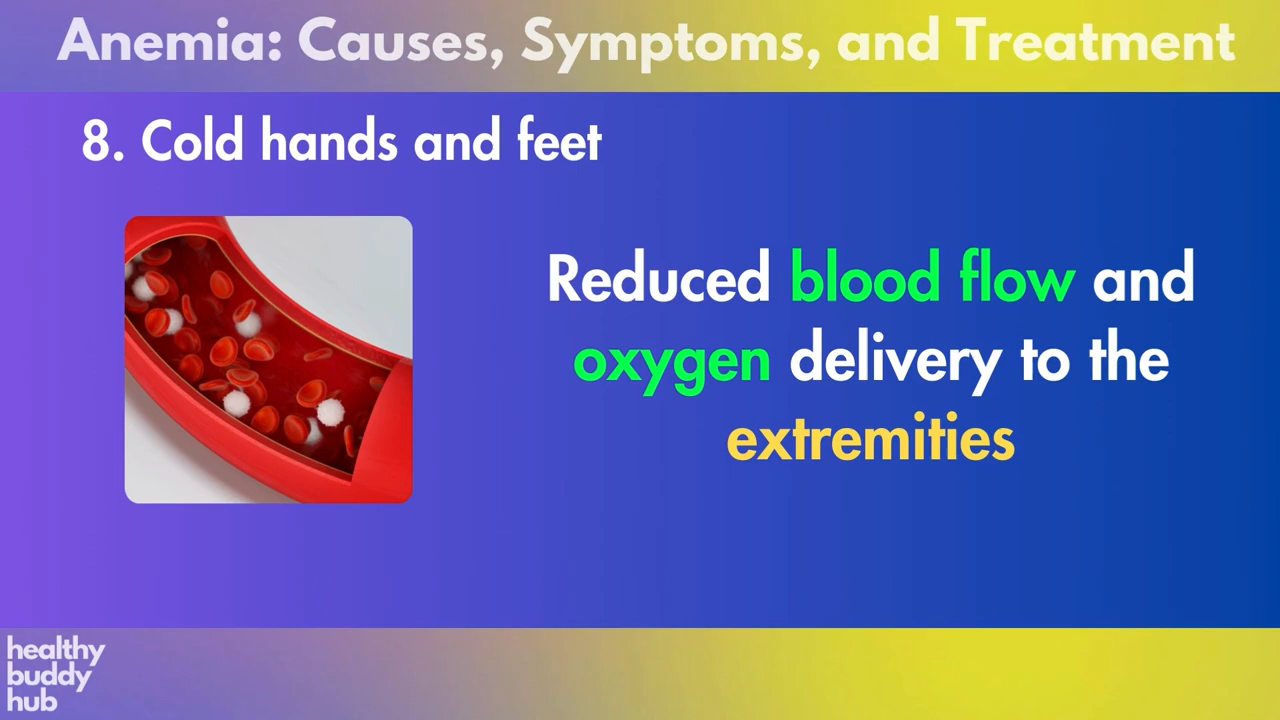 Anemia: Causes, Symptoms, and Treatment
8. Cold hands and feet
Reduced blood flow and
oxygen delivery to the
extremities
healthy
buddy
hub